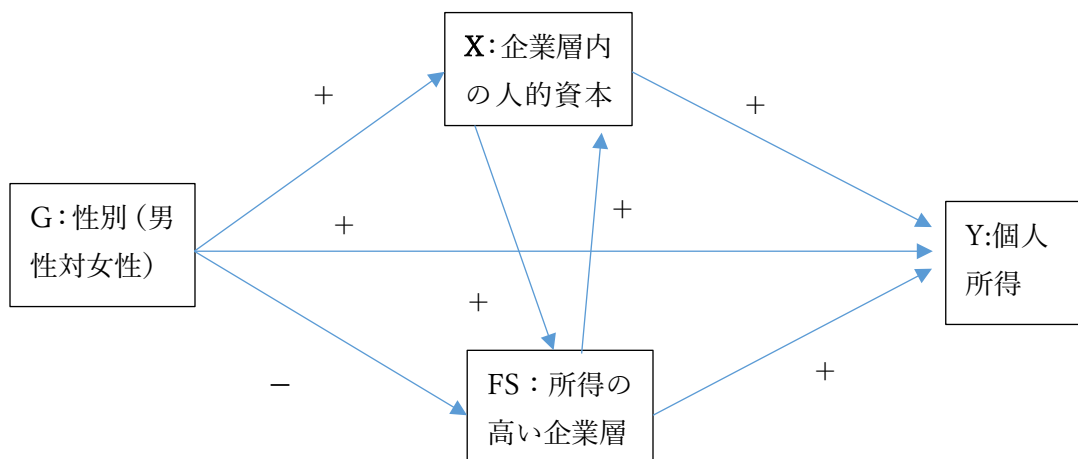 X:企業層内
の人的資本
+
+
G:性別(男
性対女性)
+
+
Y:個人
所得
+
−
FS:所得の
高い企業層
+